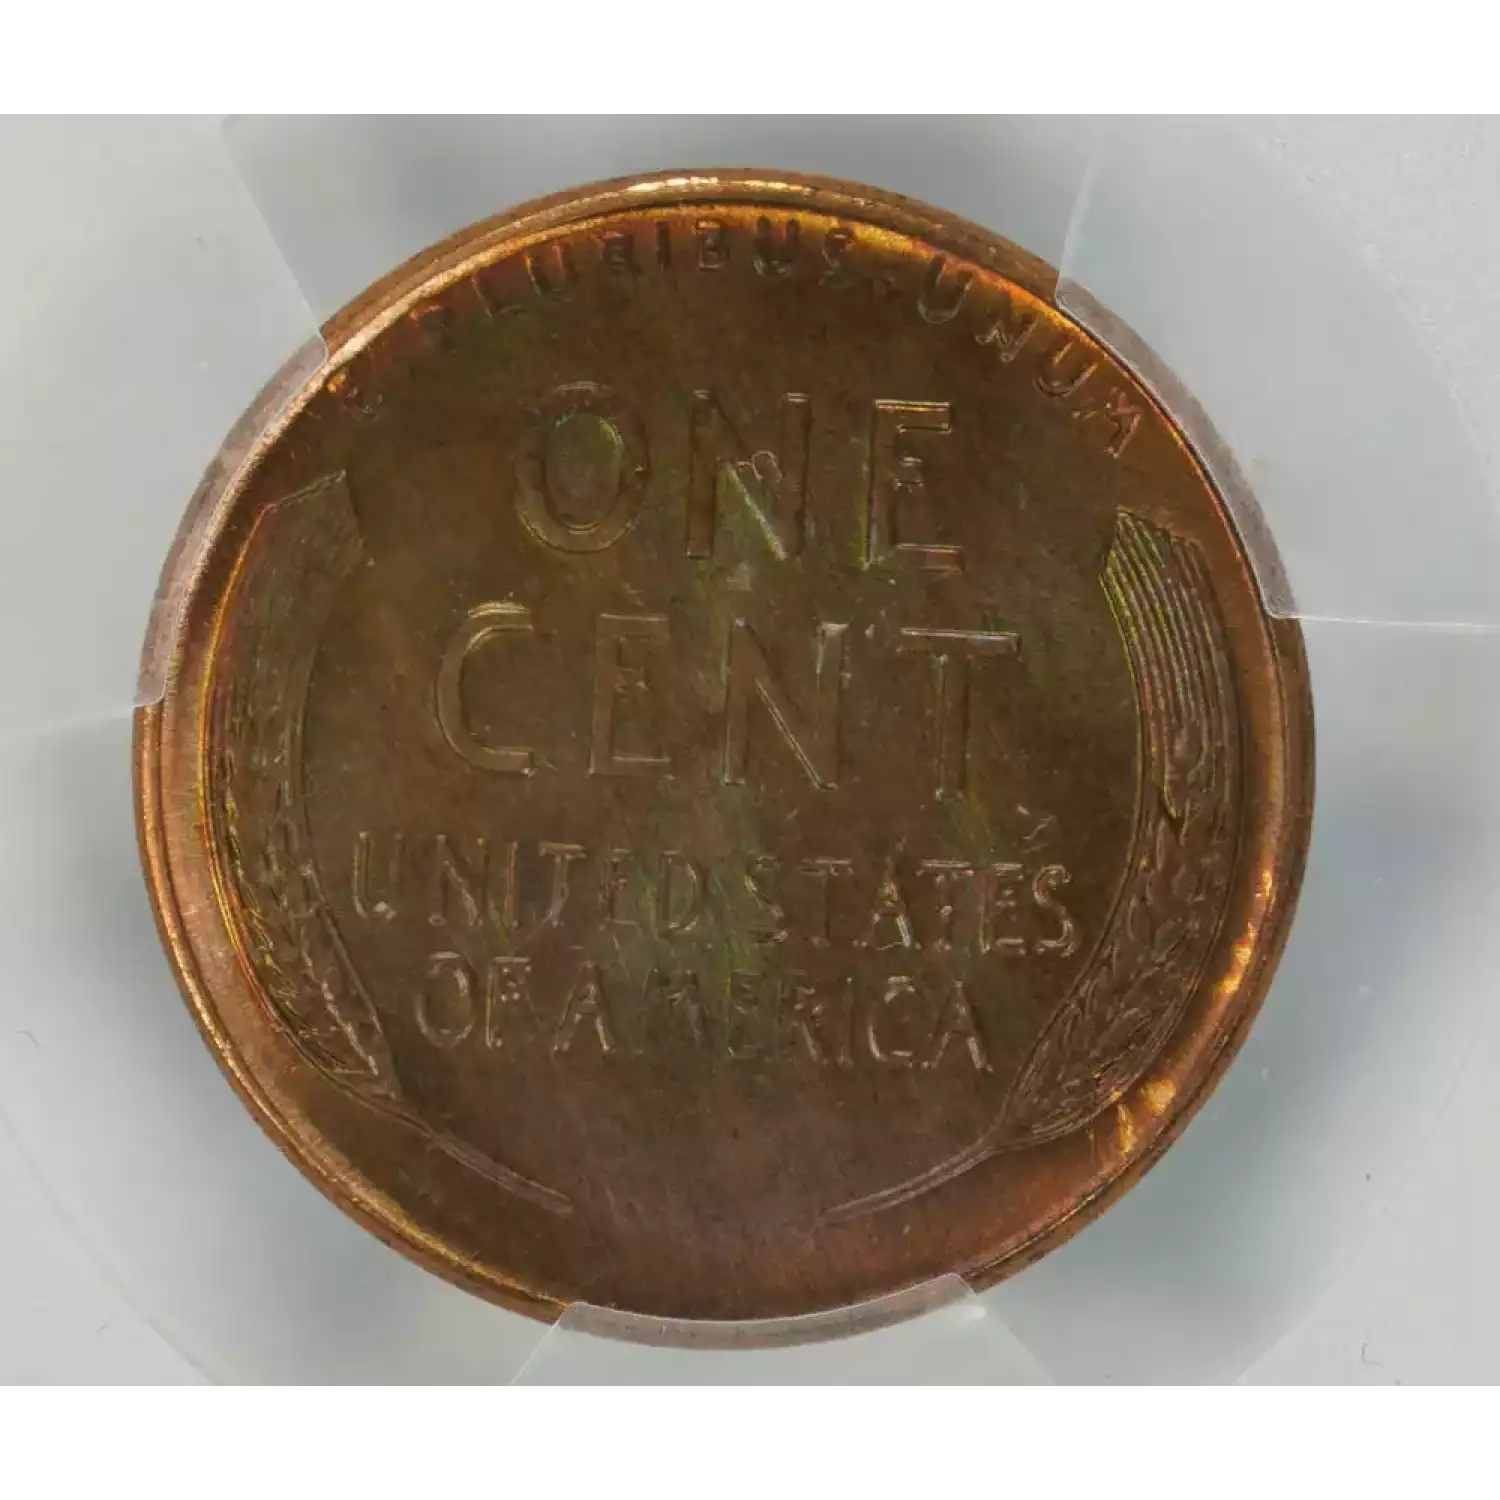 E · PLURIBUS · UNUM
ONE
CENT
UNITED STATES
OF AMERICA